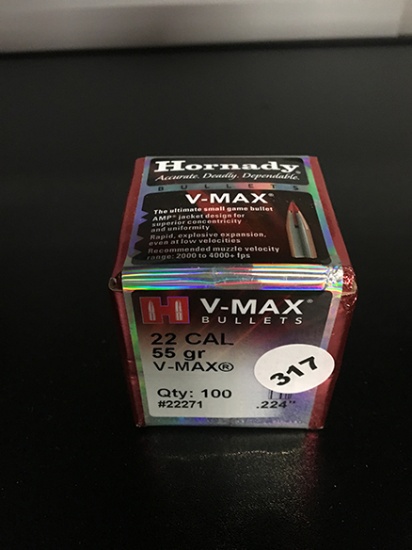 Hornady
Accurate. Deadly. Dependable.
BULLETS
V-MAX®
The ultimate small game bullet
AMP® jacket design for
superior concentricity
and uniformity
Rapid, explosive expansion,
even at low velocities
Recommended muzzle velocity
range: 2000 to 4000+ fps
H V-MAX®
BULLETS
22 CAL
55 gr
V-MAX®
317
Qty: 100
#22271
.224"